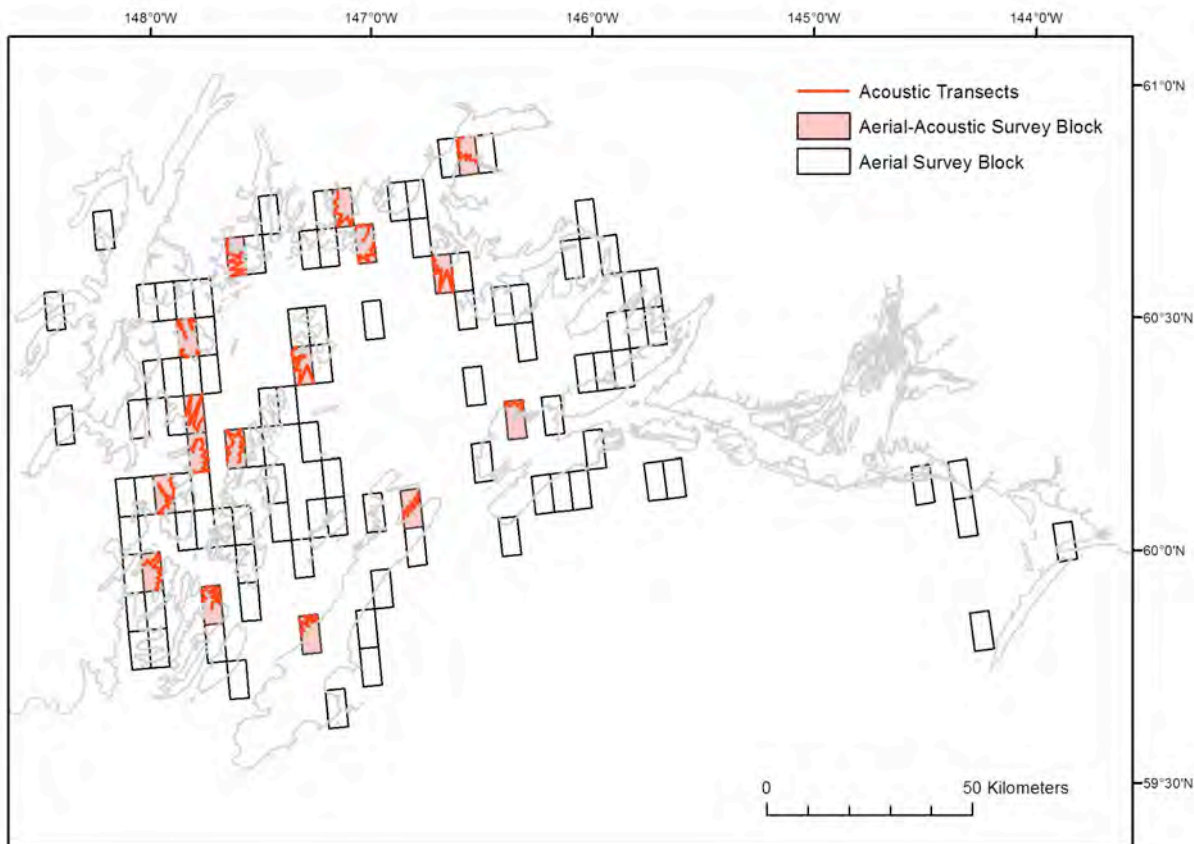 148°0'W 147°0'W 146°0'W 145°0'W 144°0'W
61°0'N
Acoustic Transects
Aerial-Acoustic Survey Block
Aerial Survey Block
60°30'N
60°0'N
59°30'N
0 50 Kilometers